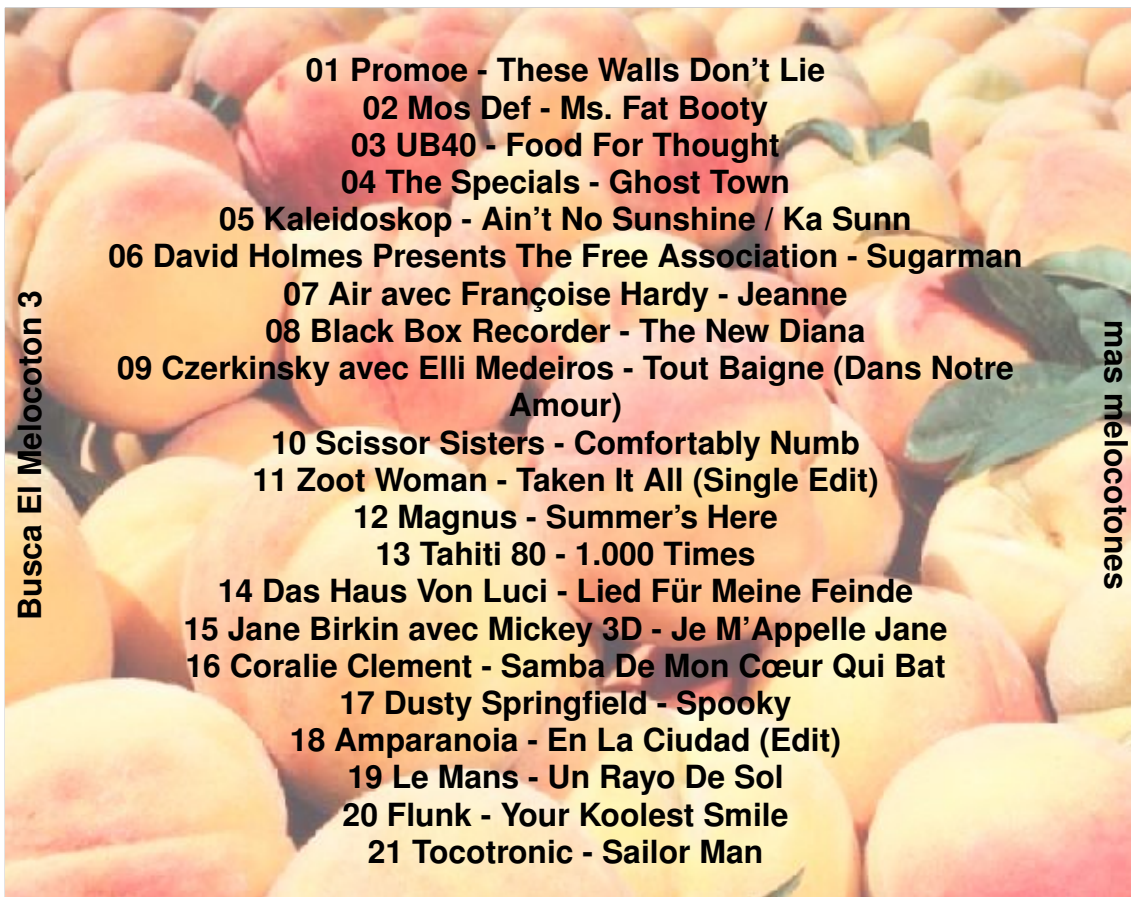 01 Promoe - These Walls Don't Lie
02 Mos Def - Ms. Fat Booty
03 UB40 - Food For Thought
04 The Specials - Ghost Town
05 Kaleidoskop - Ain't No Sunshine / Ka Sunn
06 David Holmes Presents The Free Association - Sugarman
07 Air avec Françoise Hardy - Jeanne
08 Black Box Recorder - The New Diana
09 Czerkinsky avec Elli Medeiros - Tout Baigne (Dans Notre
Amour)
10 Scissor Sisters - Comfortably Numb
11 Zoot Woman - Taken It All (Single Edit)
12 Magnus - Summer's Here
13 Tahiti 80 - 1.000 Times
14 Das Haus Von Luci - Lied Für Meine Feinde
15 Jane Birkin avec Mickey 3D - Je M'Appelle Jane
16 Coralie Clement - Samba De Mon Cœur Qui Bat
17 Dusty Springfield - Spooky
18 Amparanoia - En La Ciudad (Edit)
19 Le Mans - Un Rayo De Sol
20 Flunk - Your Koolest Smile
21 Tocotronic - Sailor Man
Busca El Melocoton 3
mas melocotones